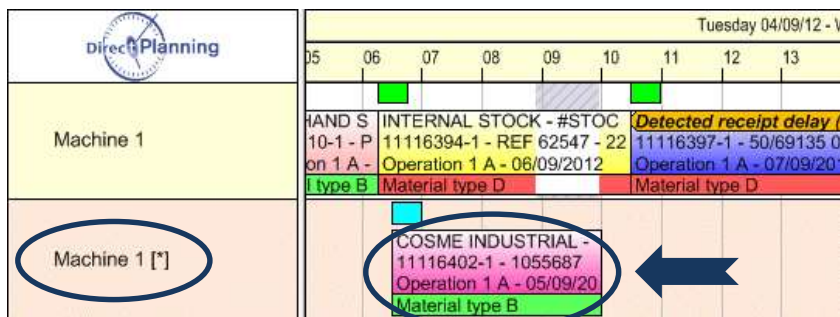 DirectPlanning
Tuesday 04/09/12 - W
05 06 07 08 09 10 11 12 13
Machine 1
HAND S
10-1 - P
on 1 A -
l type B
INTERNAL STOCK - #STOC
11116394-1 - REF 62547 - 22
Operation 1 A - 06/09/2012
Material type D
Detected receipt delay (
11116397-1 - 50/69135 0
Operation 1 A - 07/09/201
Material type D
Machine 1 [*]
COSME INDUSTRIAL -
11116402-1 - 1055687
Operation 1 A - 05/09/20
Material type B